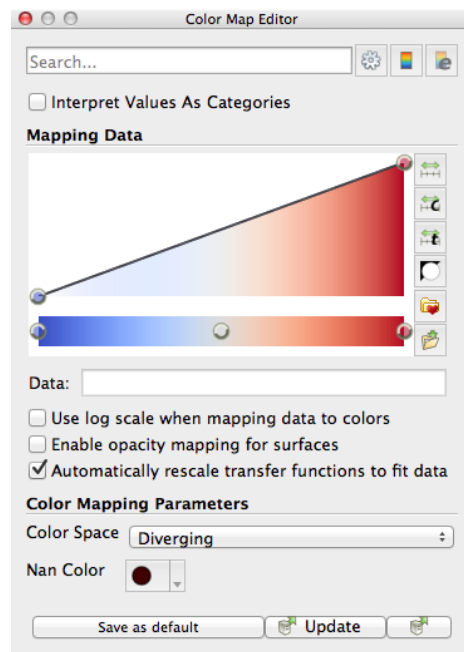 Color Map Editor
Search...
Interpret Values As Categories
Mapping Data
Data:
Use log scale when mapping data to colors
Enable opacity mapping for surfaces
Automatically rescale transfer functions to fit data
Color Mapping Parameters
Color Space Diverging
Nan Color
Save as default Update